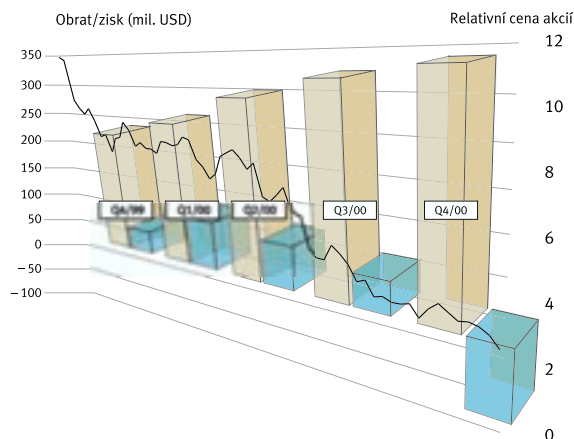 Obrat/zisk (mil. USD)
Relativní cena akcií
350
300
250
200
150
100
50
0
– 50
– 100
12
10
8
6
4
2
0
Q4/99
Q1/00
Q2/00
Q3/00
Q4/00